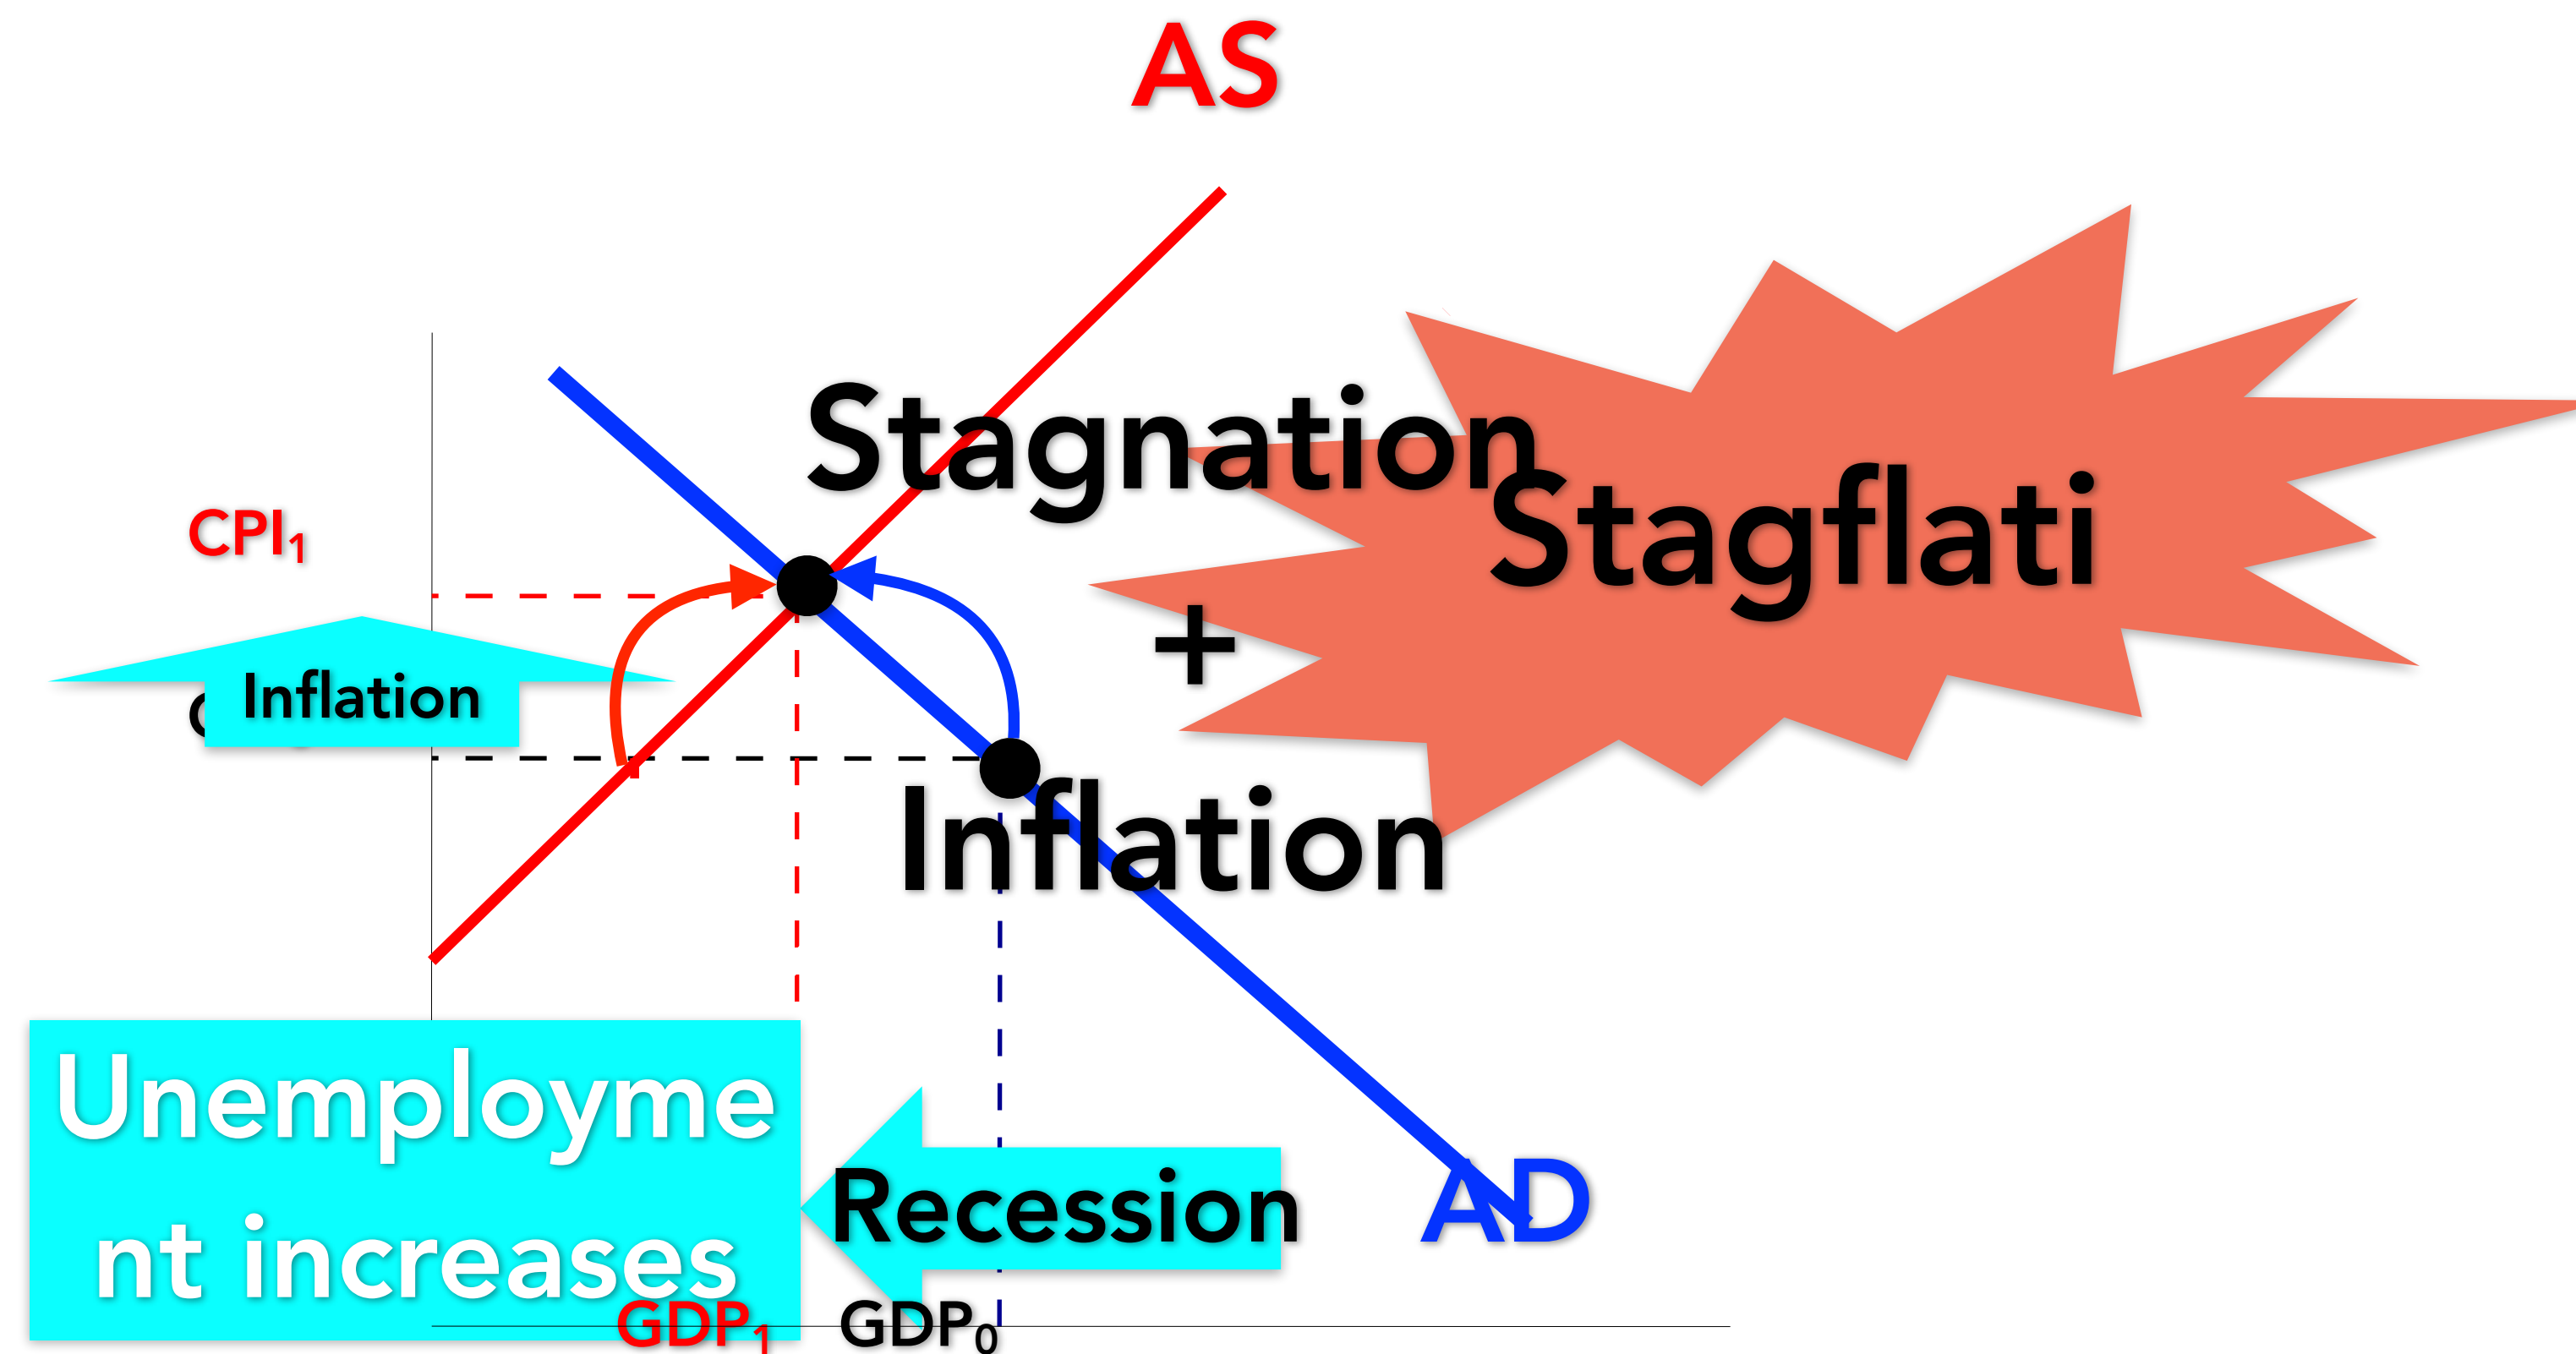 AS
Stagnation
Stagflati
CPI₁
+
Inflation
Inflation
Unemployme
nt increases
Recession
AD
GDP₁
GDP₀